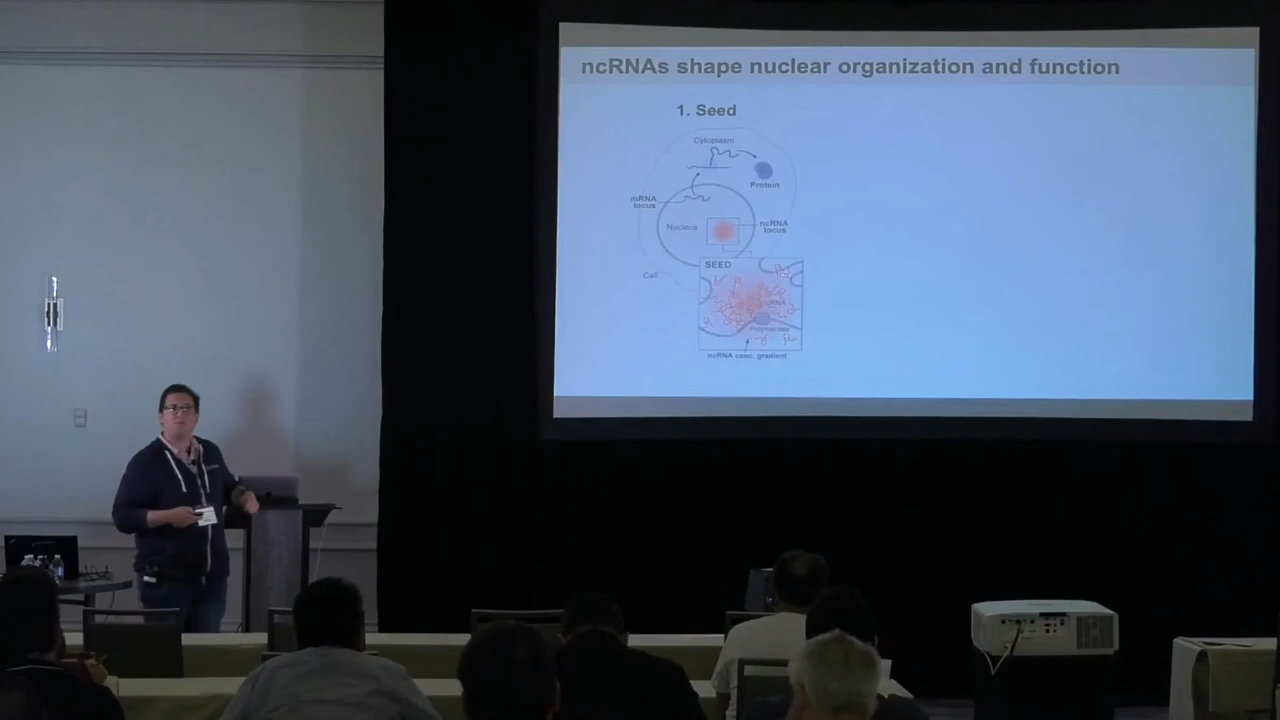 ncRNAs shape nuclear organization and function
1. Seed
Cytoplasm
Protein
mRNA
locus
Nucleus
ncRNA
locus
Cell
SEED
Polymerase
ncRNA conc. gradient